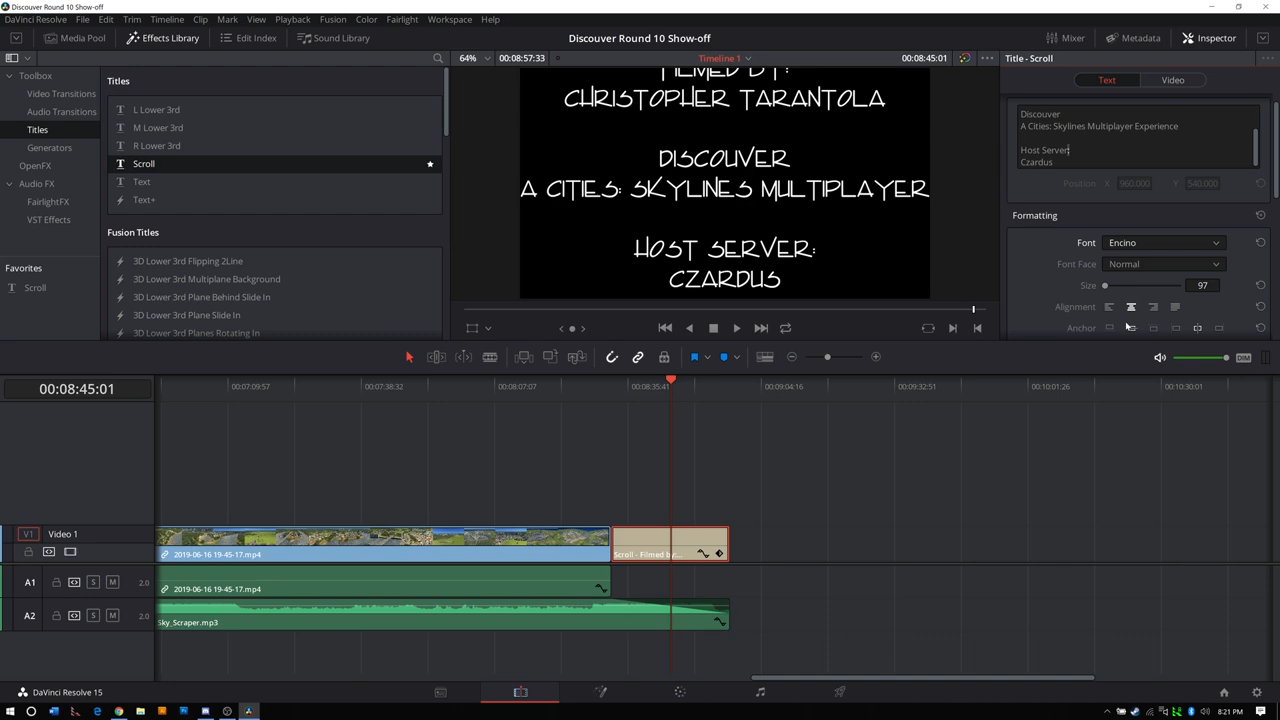 Discover Round 10 Show-off
DaVinci Resolve File Edit Trim Timeline Clip Mark View Playback Fusion Color Fairlight Workspace Help
Media Pool Effects Library Edit Index Sound Library Discover Round 10 Show-off Mixer Metadata Inspector
64% 00:08:57:33 Timeline 1 00:08:45:01 Title - Scroll
Toolbox
Video Transitions
Audio Transitions
Titles
Generators
OpenFX
Audio FX
FairlightFX
VST Effects
Favorites
Scroll
Titles
L Lower 3rd
M Lower 3rd
R Lower 3rd
Scroll
Text
Text+
Fusion Titles
3D Lower 3rd Flipping 2Line
3D Lower 3rd Multiplane Background
3D Lower 3rd Plane Behind Slide In
3D Lower 3rd Plane Slide In
3D Lower 3rd Planes Rotating In
FILMED BY:
CHRISTOPHER TARANTOLA
DISCOUVER
A CITIES: SKYLINES MULTIPLAYER
HOST SERVER:
CZARDUS
Text Video
Discouver
A Cities: Skylines Multiplayer Experience
Host Server:
Czardus
Position X 960.000 Y 540.000
Formatting
Font Encino
Font Face Normal
Size 97
Alignment
Anchor
DIM
00:08:45:01
00:07:09:57 00:07:38:32 00:08:07:07 00:08:35:41 00:09:04:16 00:09:32:51 00:10:01:26 00:10:30:01
V1 Video 1
2019-06-16 19-45-17.mp4
Scroll - Filmed by:...
A1 S M 2.0
2019-06-16 19-45-17.mp4
A2 S M 2.0
Sky_Scraper.mp3
DaVinci Resolve 15
8:21 PM